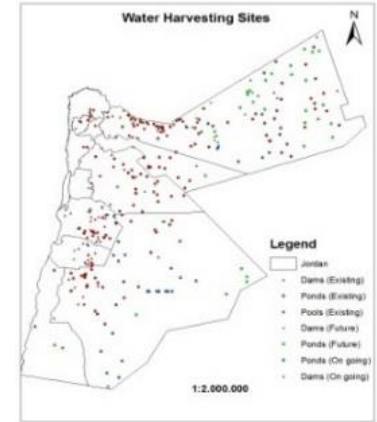 Water Harvesting Sites
N
Legend
Jordan
Dams (Existing)
Ponds (Existing)
Pools (Existing)
Dams (Future)
Ponds (Future)
Ponds (On going)
Dams (On going)
1:2.000.000